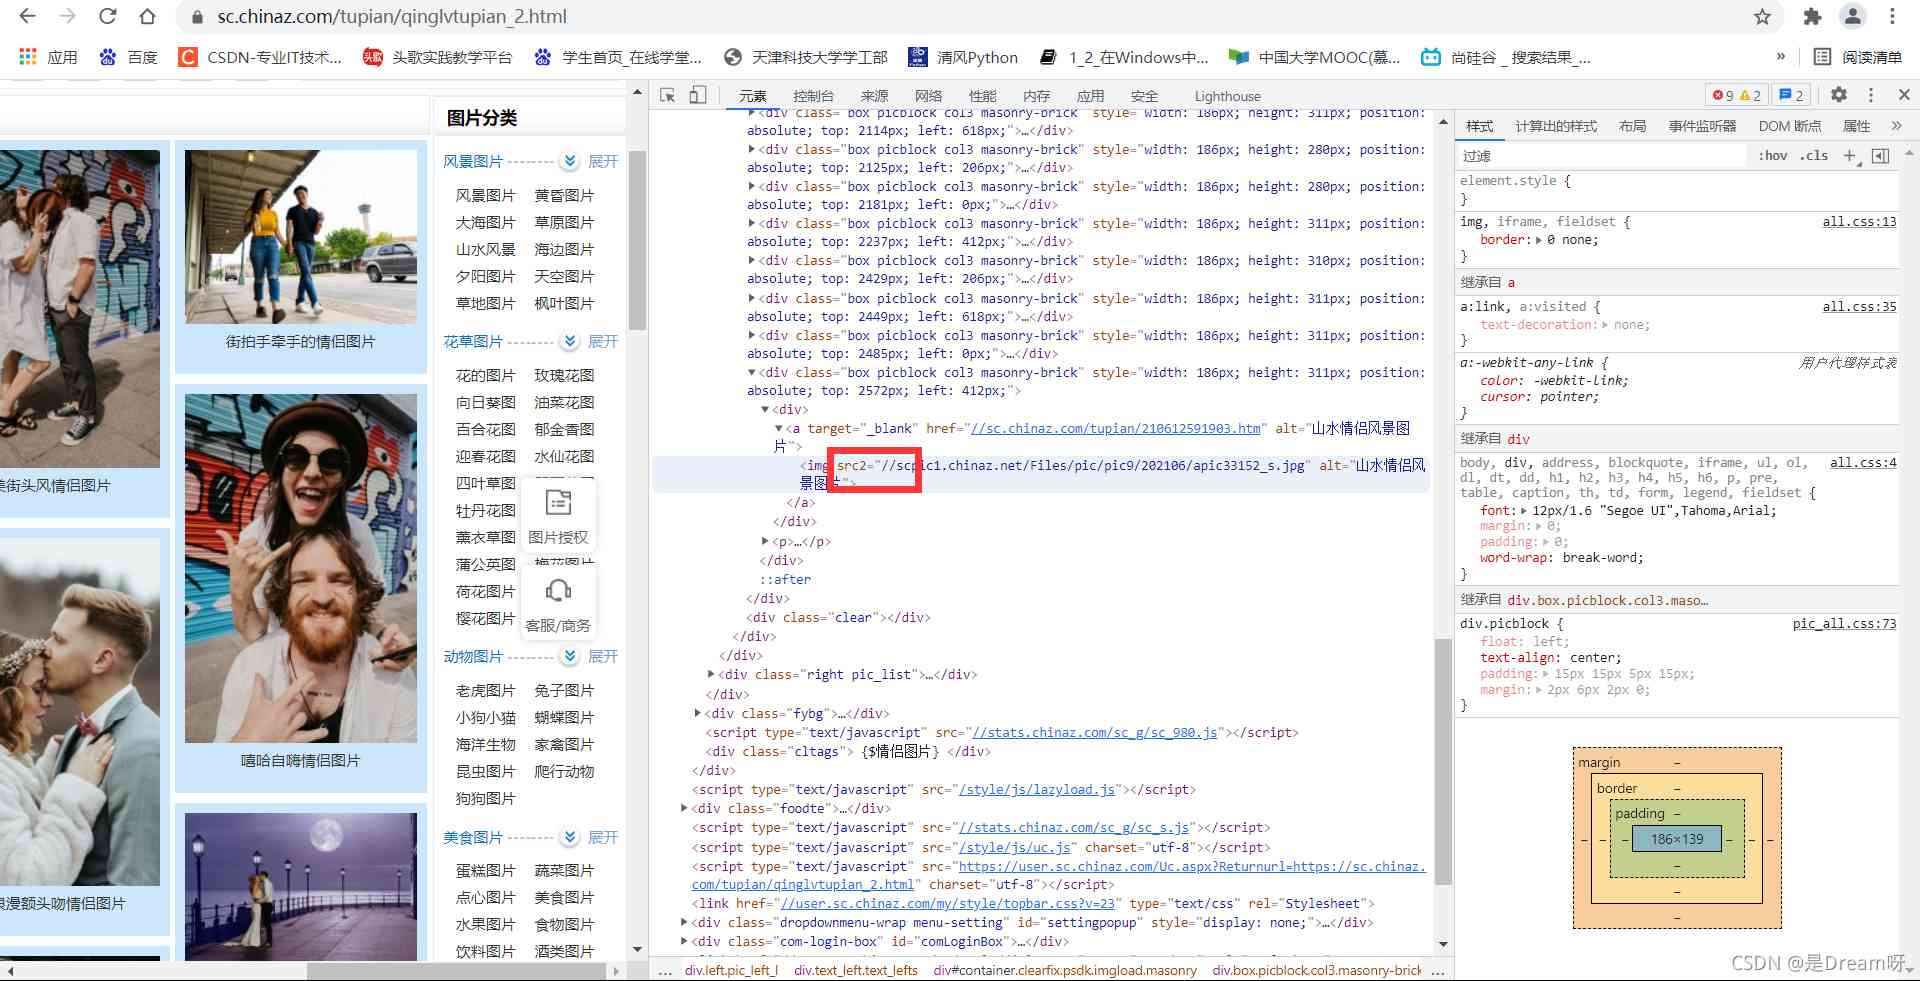 sc.chinaz.com/tupian/qinglvtupian_2.html
应用 百度 CSDN-专业IT技术... 头歌实践教学平台 学生首页_在线学堂... 天津科技大学学工部 清风Python 1_2_在Windows中... 中国大学MOOC(慕... 尚硅谷 _ 搜索结果_... » 阅读清单
图片分类
风景图片 -------- 展开
风景图片 黄昏图片
大海图片 草原图片
山水风景 海边图片
夕阳图片 天空图片
草地图片 枫叶图片
花草图片 -------- 展开
花的图片 玫瑰花图
向日葵图 油菜花图
百合花图 郁金香图
迎春花图 水仙花图
四叶草图
牡丹花图
薰衣草图
蒲公英图
荷花图片
樱花图片
图片授权
客服/商务
动物图片 -------- 展开
老虎图片 兔子图片
小狗小猫 蝴蝶图片
海洋生物 家禽图片
昆虫图片 爬行动物
狗狗图片
美食图片 -------- 展开
蛋糕图片 蔬菜图片
点心图片 美食图片
水果图片 食物图片
饮料图片 酒类图片
街拍手牵手的情侣图片
美街头风情侣图片
嘻哈自嗨情侣图片
浪漫额头吻情侣图片
元素 控制台 来源 网络 性能 内存 应用 安全 Lighthouse 9 2 2
<div class="box picblock col3 masonry-brick" style="width: 186px; height: 311px; position:
absolute; top: 2114px; left: 618px;">…</div>
<div class="box picblock col3 masonry-brick" style="width: 186px; height: 280px; position:
absolute; top: 2125px; left: 206px;">…</div>
<div class="box picblock col3 masonry-brick" style="width: 186px; height: 280px; position:
absolute; top: 2181px; left: 0px;">…</div>
<div class="box picblock col3 masonry-brick" style="width: 186px; height: 311px; position:
absolute; top: 2237px; left: 412px;">…</div>
<div class="box picblock col3 masonry-brick" style="width: 186px; height: 310px; position:
absolute; top: 2429px; left: 206px;">…</div>
<div class="box picblock col3 masonry-brick" style="width: 186px; height: 311px; position:
absolute; top: 2449px; left: 618px;">…</div>
<div class="box picblock col3 masonry-brick" style="width: 186px; height: 311px; position:
absolute; top: 2485px; left: 0px;">…</div>
<div class="box picblock col3 masonry-brick" style="width: 186px; height: 311px; position:
absolute; top: 2572px; left: 412px;">
<div>
<a target="_blank" href="//sc.chinaz.com/tupian/210612591903.htm" alt="山水情侣风景图
片">
<img src2="//scpic1.chinaz.net/Files/pic/pic9/202106/apic33152_s.jpg" alt="山水情侣风
景图片">
</a>
</div>
<p>…</p>
</div>
::after
</div>
<div class="clear"></div>
</div>
</div>
<div class="right pic_list">…</div>
</div>
<div class="fybg">…</div>
<script type="text/javascript" src="//stats.chinaz.com/sc_g/sc_980.js"></script>
<div class="cltags"> {$情侣图片} </div>
</div>
<script type="text/javascript" src="/style/js/lazyload.js"></script>
<div class="foodte">…</div>
<script type="text/javascript" src="//stats.chinaz.com/sc_g/sc_s.js"></script>
<script type="text/javascript" src="/style/js/uc.js" charset="utf-8"></script>
<script type="text/javascript" src="https://user.sc.chinaz.com/Uc.aspx?Returnurl=https://sc.chinaz.
com/tupian/qinglvtupian_2.html" charset="utf-8"></script>
<link href="//user.sc.chinaz.com/my/style/topbar.css?v=23" type="text/css" rel="Stylesheet">
<div class="dropdownmenu-wrap menu-setting" id="settingpopup" style="display: none;">…</div>
<div class="com-login-box" id="comLoginBox">…</div>
... div.left.pic_left_l div.text_left.text_lefts div#container.clearfix.psdk.imgload.masonry div.box.picblock.col3.masonry-brick ...
样式 计算出的样式 布局 事件监听器 DOM 断点 属性 »
过滤 :hov .cls +
element.style {
}
img, iframe, fieldset { all.css:13
border: 0 none;
}
继承自 a
a:link, a:visited { all.css:35
text-decoration: none;
}
a:-webkit-any-link { 用户代理样式表
color: -webkit-link;
cursor: pointer;
}
继承自 div
body, div, address, blockquote, iframe, ul, ol, all.css:4
dl, dt, dd, h1, h2, h3, h4, h5, h6, p, pre,
table, caption, th, td, form, legend, fieldset {
font: 12px/1.6 "Segoe UI",Tahoma,Arial;
margin: 0;
padding: 0;
word-wrap: break-word;
}
继承自 div.box.picblock.col3.maso…
div.picblock { pic_all.css:73
float: left;
text-align: center;
padding: 15px 15px 5px 15px;
margin: 2px 6px 2px 0;
}
margin –
border –
padding –
– – – 186×139 – – –
–
–
–
CSDN @是Dream呀